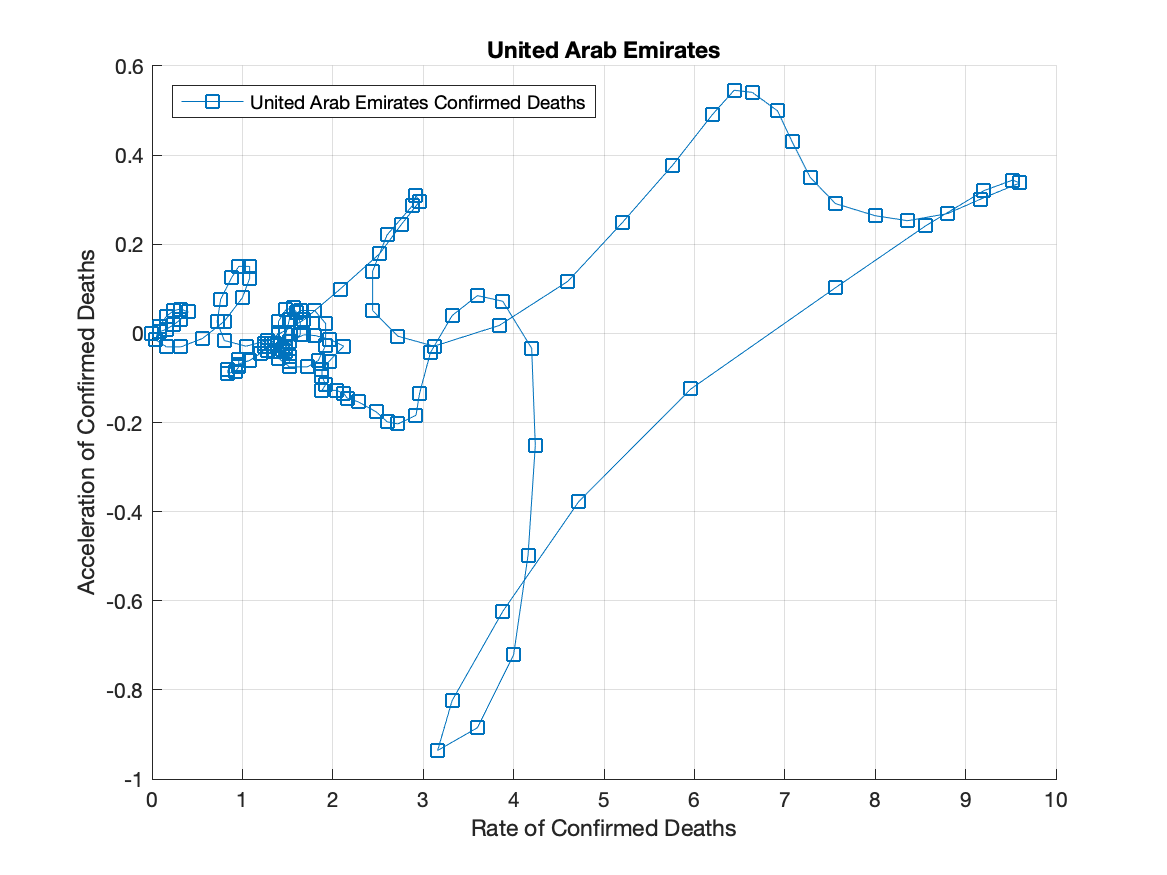 United Arab Emirates
United Arab Emirates Confirmed Deaths
0.6
0.4
0.2
0
-0.2
-0.4
-0.6
-0.8
-1
Acceleration of Confirmed Deaths
0 1 2 3 4 5 6 7 8 9 10
Rate of Confirmed Deaths